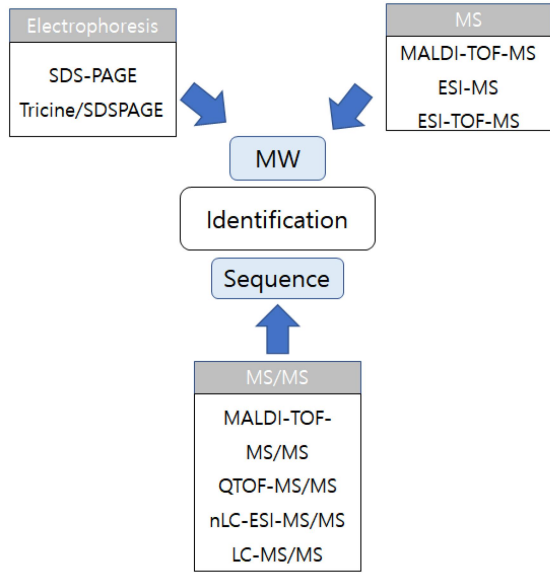 Electrophoresis
SDS-PAGE
Tricine/SDSPAGE
MS
MALDI-TOF-MS
ESI-MS
ESI-TOF-MS
MW
Identification
Sequence
MS/MS
MALDI-TOF-
MS/MS
QTOF-MS/MS
nLC-ESI-MS/MS
LC-MS/MS